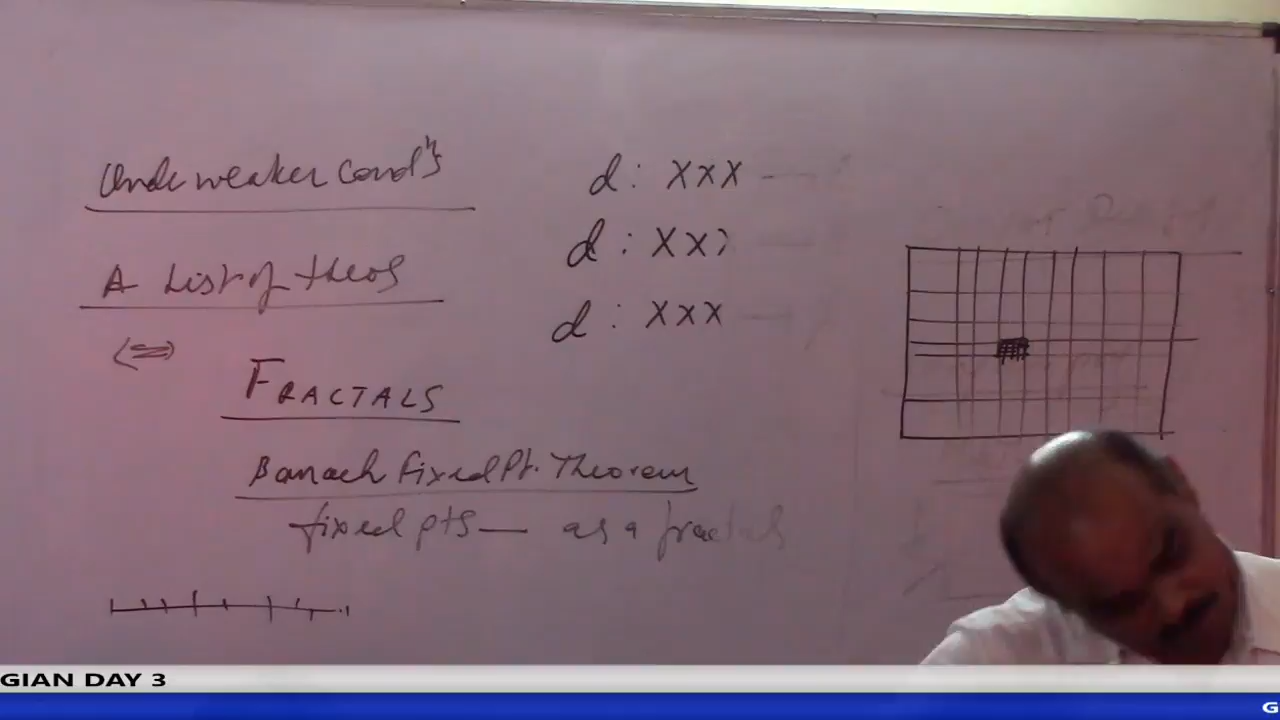 Under weaker Cond^n s
A List of theos
(⇔)
FRACTALS
Banach fixed Pt. Theorem
fixed pts — as a fractals
d : X x X —
d : X x X —
d : X x X —
GIAN DAY 3
G